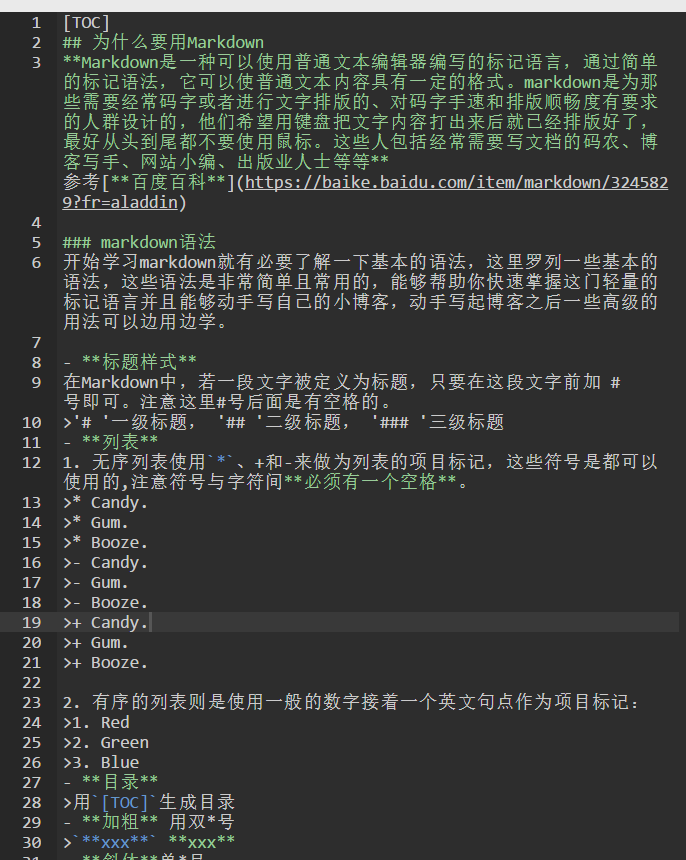 1 [TOC]
2 ## 为什么要用Markdown
3 **Markdown是一种可以使用普通文本编辑器编写的标记语言，通过简单
的标记语法，它可以使普通文本内容具有一定的格式。markdown是为那
些需要经常码字或者进行文字排版的、对码字手速和排版顺畅度有要求
的人群设计的，他们希望用键盘把文字内容打出来后就已经排版好了，
最好从头到尾都不要使用鼠标。这些人包括经常需要写文档的码农、博
客写手、网站小编、出版业人士等等**
参考[**百度百科**](https://baike.baidu.com/item/markdown/324582
9?fr=aladdin)
4
5 ### markdown语法
6 开始学习markdown就有必要了解一下基本的语法，这里罗列一些基本的
语法，这些语法是非常简单且常用的，能够帮助你快速掌握这门轻量的
标记语言并且能够动手写自己的小博客，动手写起博客之后一些高级的
用法可以边用边学。
7
8 - **标题样式**
9 在Markdown中，若一段文字被定义为标题，只要在这段文字前加 #
号即可。注意这里#号后面是有空格的。
10 >'# '一级标题， '## '二级标题， '### '三级标题
11 - **列表**
12 1. 无序列表使用`*`、+和-来做为列表的项目标记，这些符号是都可以
使用的,注意符号与字符间**必须有一个空格**。
13 >* Candy.
14 >* Gum.
15 >* Booze.
16 >- Candy.
17 >- Gum.
18 >- Booze.
19 >+ Candy.
20 >+ Gum.
21 >+ Booze.
22
23 2. 有序的列表则是使用一般的数字接着一个英文句点作为项目标记：
24 >1. Red
25 >2. Green
26 >3. Blue
27 - **目录**
28 >用`[TOC]`生成目录
29 - **加粗** 用双*号
30 >`**xxx**` **xxx**
31 - **斜体**单*号